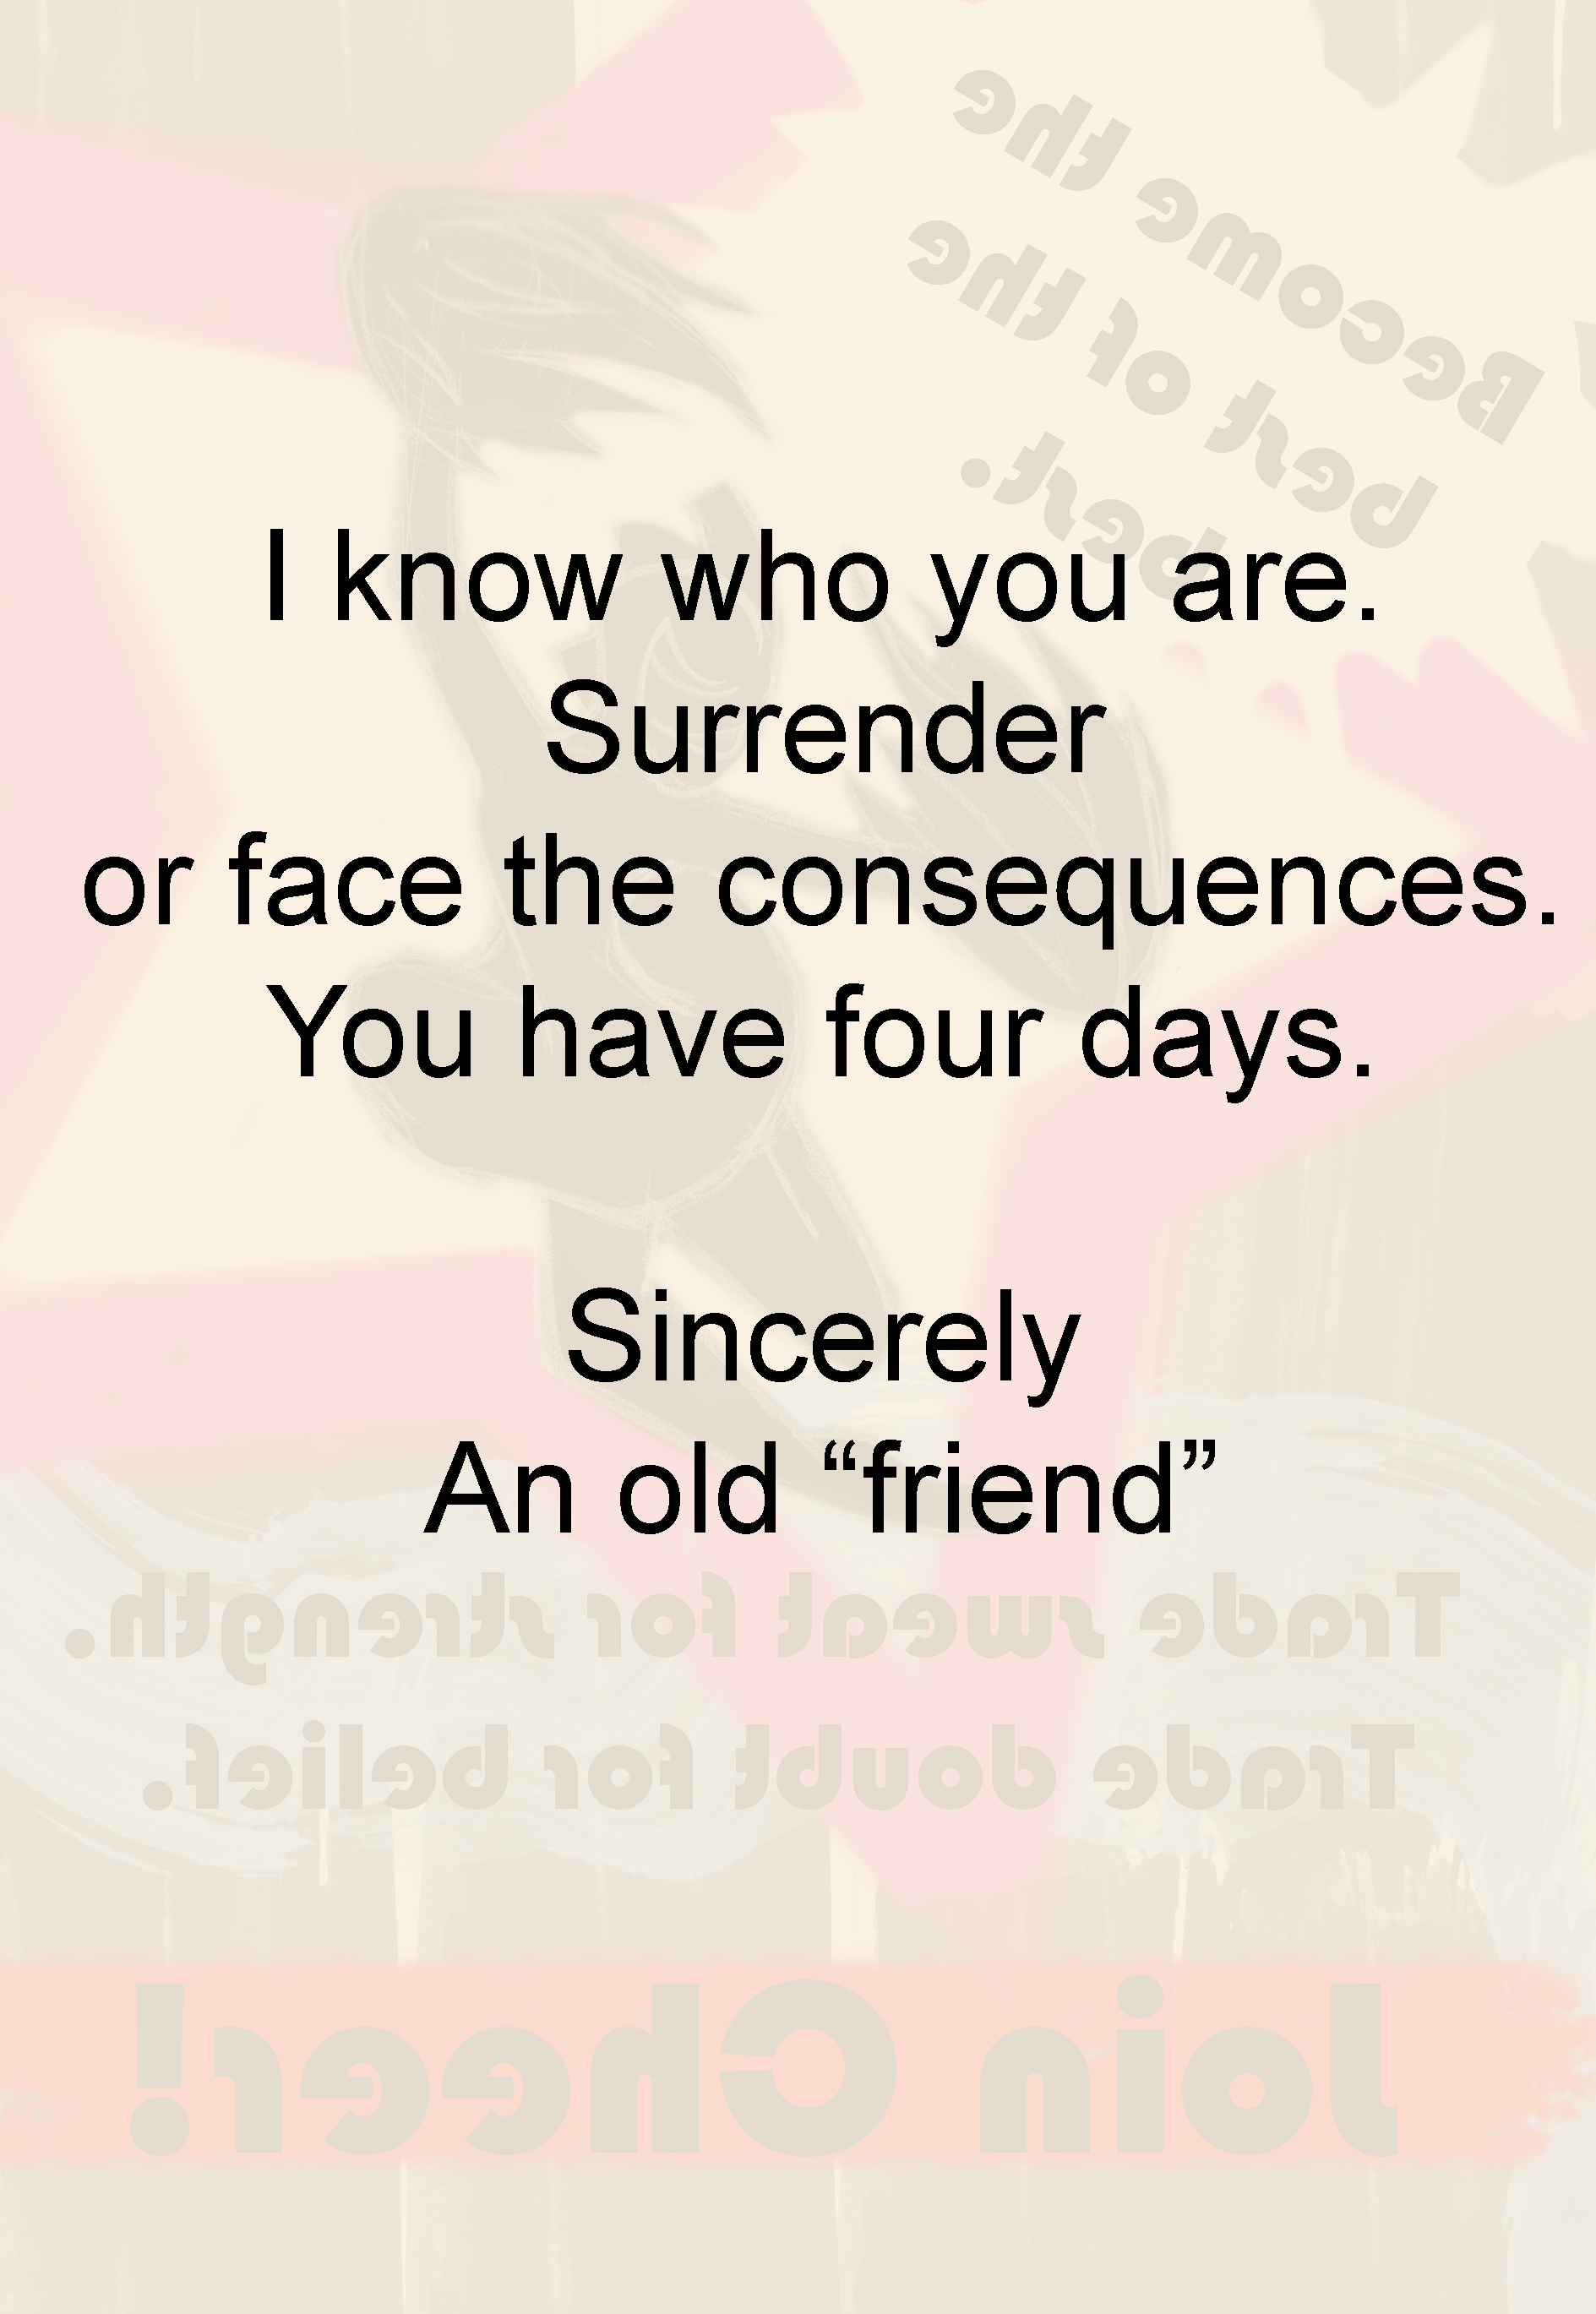 Become the
best of the
best.
I know who you are.
Surrender
or face the consequences.
You have four days.
Sincerely
An old “friend”
Trade sweat for strength.
Trade doubt for belief.
Join Cheer!